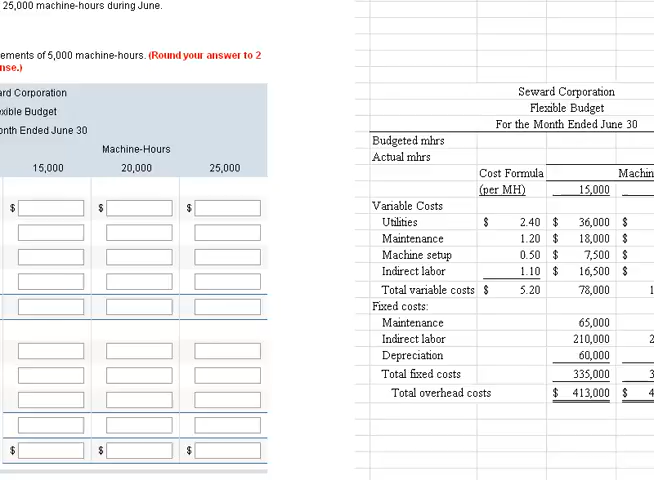 25,000 machine-hours during June.
ements of 5,000 machine-hours. (Round your answer to 2
nse.)
ard Corporation
exible Budget
onth Ended June 30
Machine-Hours
15,000 20,000 25,000
$ $ $
$ $ $
Seward Corporation
Flexible Budget
For the Month Ended June 30
Budgeted mhrs
Actual mhrs
Cost Formula Machin
(per MH) 15,000
Variable Costs
Utilities $ 2.40 $ 36,000 $
Maintenance 1.20 $ 18,000 $
Machine setup 0.50 $ 7,500 $
Indirect labor 1.10 $ 16,500 $
Total variable costs $ 5.20 78,000 1
Fixed costs:
Maintenance 65,000
Indirect labor 210,000 2
Depreciation 60,000
Total fixed costs 335,000 3
Total overhead costs $ 413,000 $ 4